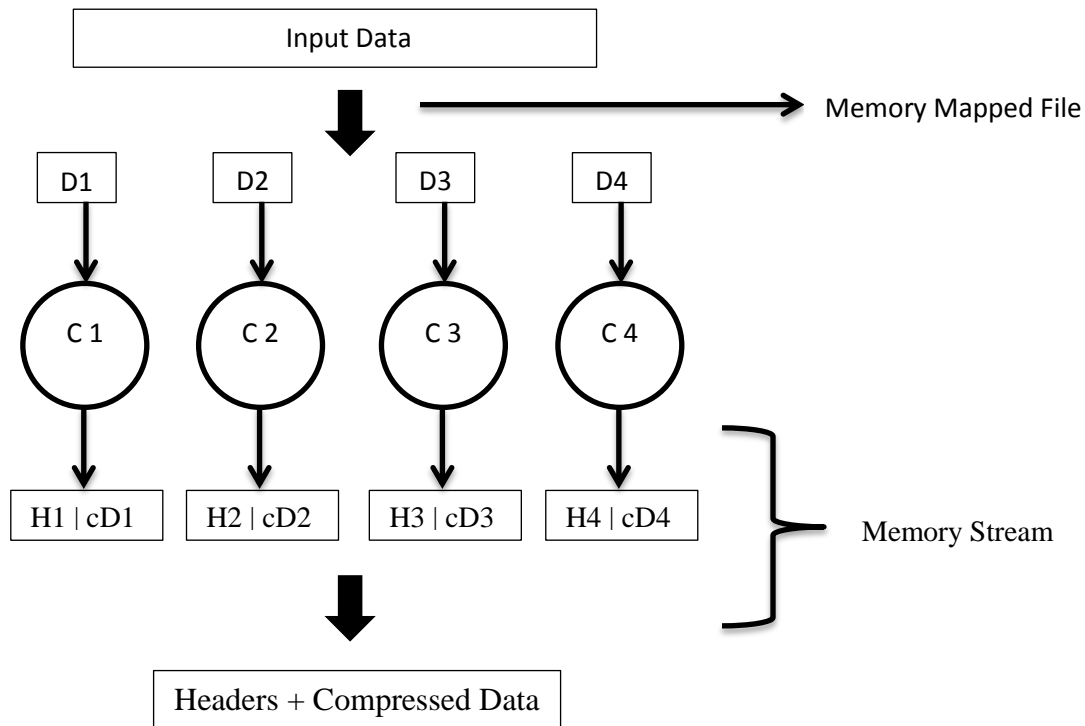 Input Data
Memory Mapped File
D1 D2 D3 D4
C 1 C 2 C 3 C 4
H1 | cD1 H2 | cD2 H3 | cD3 H4 | cD4
Memory Stream
Headers + Compressed Data